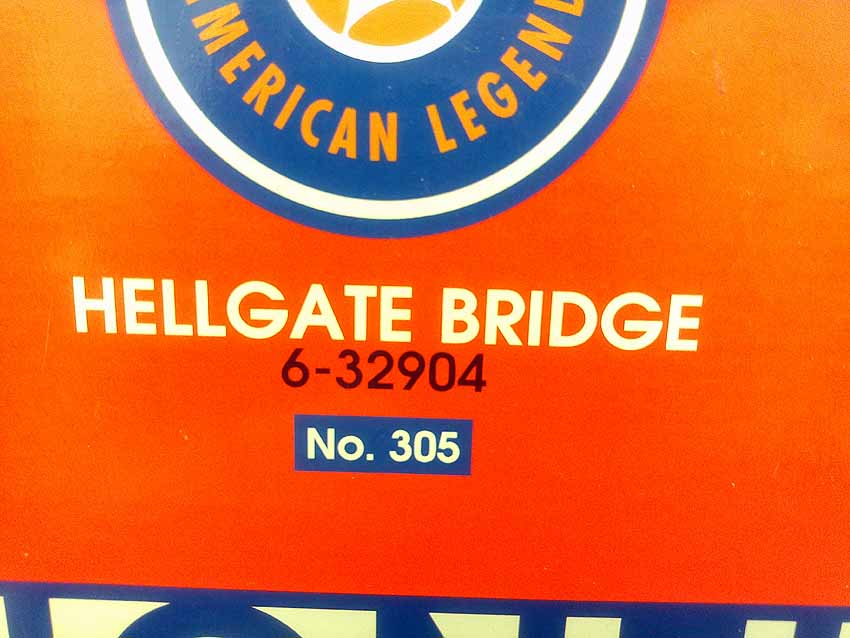 AMERICAN LEGEND
HELLGATE BRIDGE
6-32904
No. 305